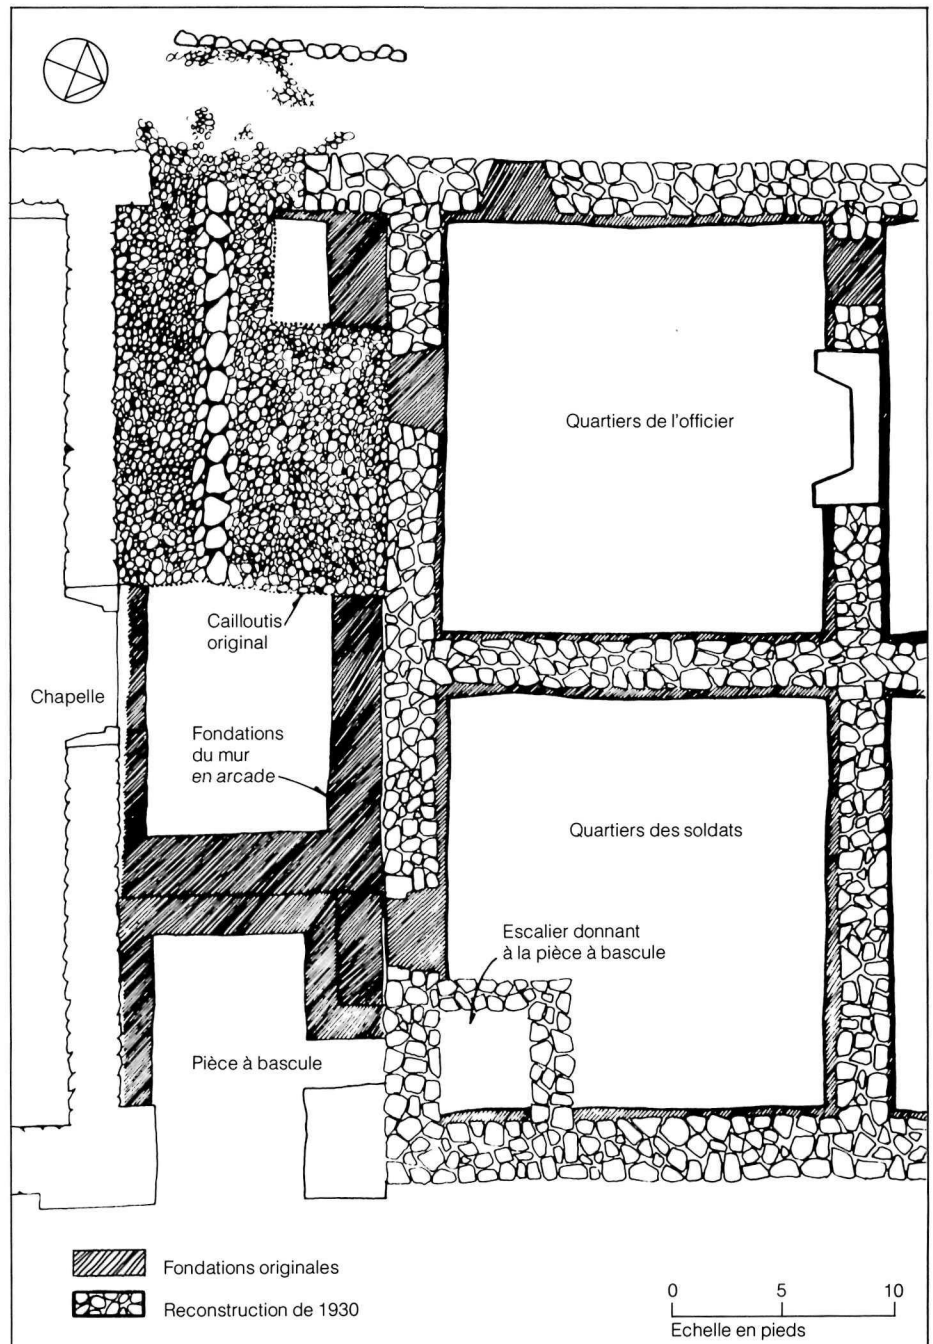 Quartiers de l'officier
Cailloutis
original
Chapelle
Fondations
du mur
en arcade
Quartiers des soldats
Escalier donnant
à la pièce à bascule
Pièce à bascule
Fondations originales
Reconstruction de 1930
0 5 10
Echelle en pieds